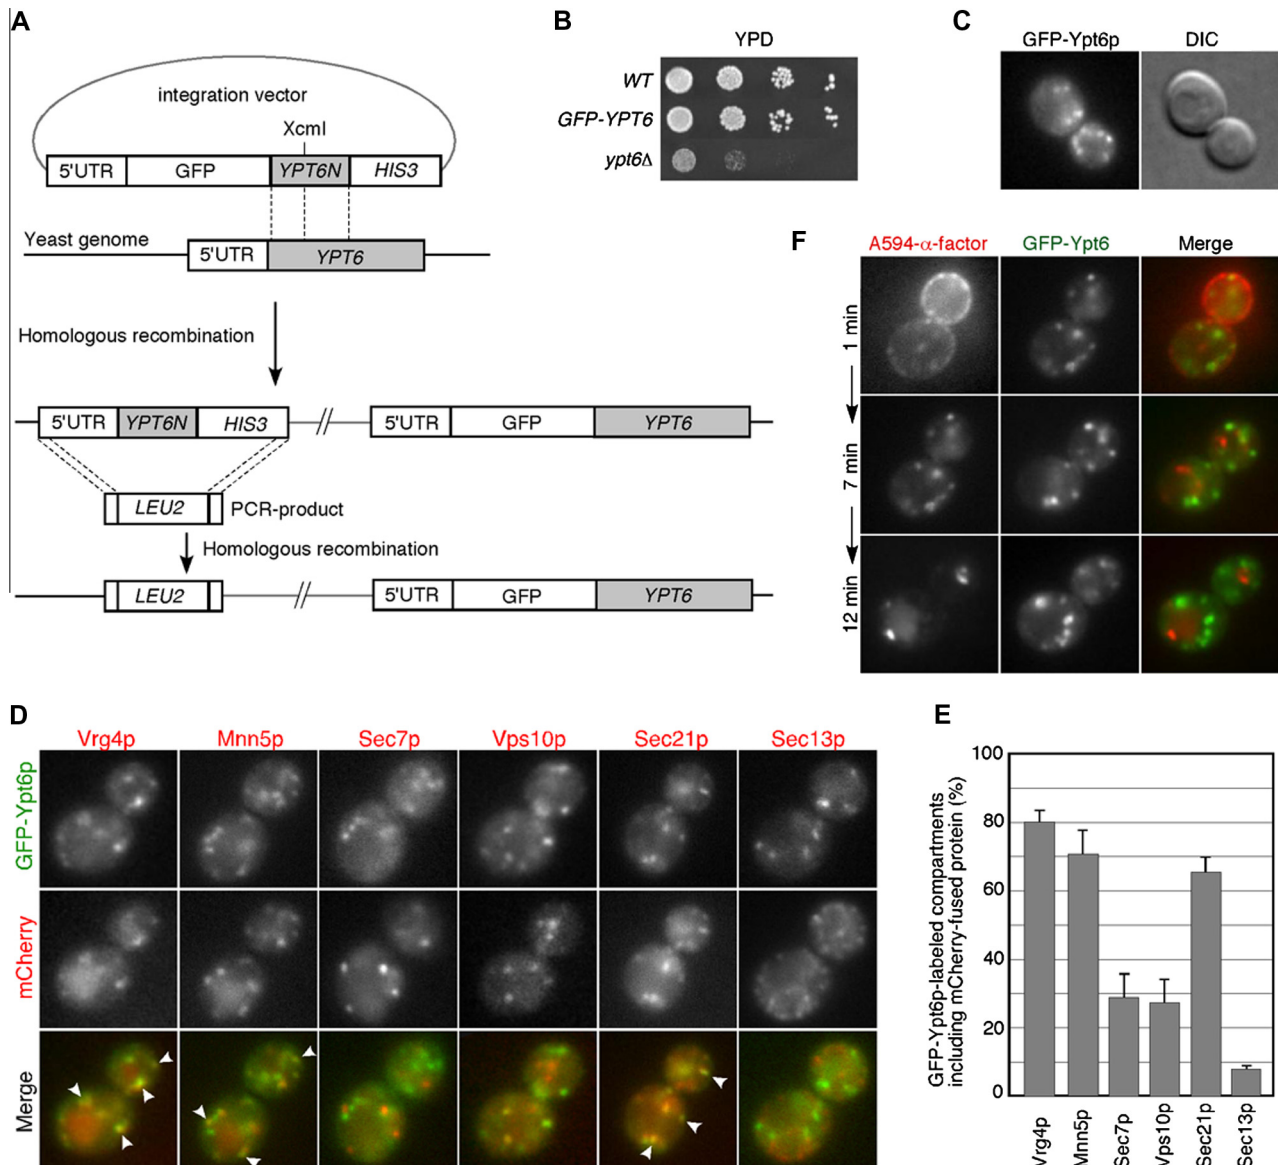 A
integration vector
XcmI
5'UTR GFP YPT6N HIS3
Yeast genome
5'UTR YPT6
Homologous recombination
5'UTR YPT6N HIS3 // 5'UTR GFP YPT6
LEU2 PCR-product
Homologous recombination
LEU2 // 5'UTR GFP YPT6
B
YPD
WT
GFP-YPT6
ypt6Δ
C
GFP-Ypt6p DIC
F
A594-α-factor GFP-Ypt6 Merge
1 min
7 min
12 min
D
Vrg4p Mnn5p Sec7p Vps10p Sec21p Sec13p
GFP-Ypt6p
mCherry
Merge
E
GFP-Ypt6p-labeled compartments
including mCherry-fused protein (%)
100
80
60
40
20
0
Vrg4p Mnn5p Sec7p Vps10p Sec21p Sec13p